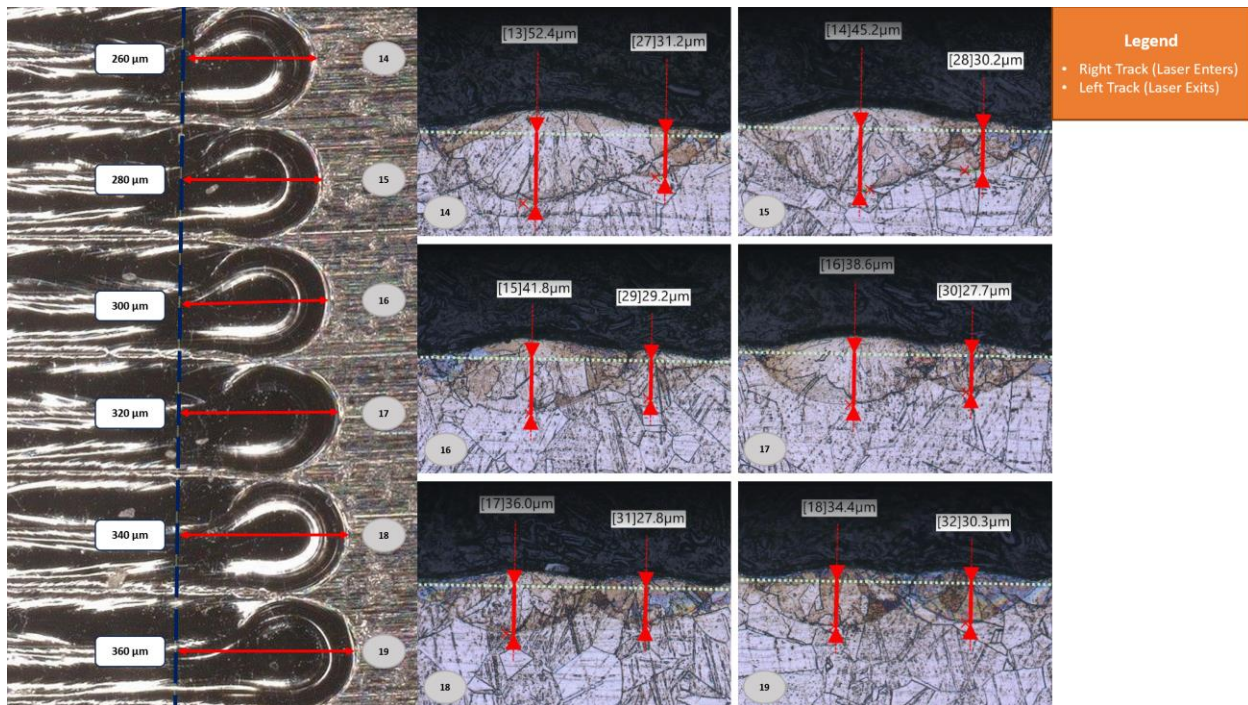 260 µm
14
280 µm
15
300 µm
16
320 µm
17
340 µm
18
360 µm
19
[13]52.4µm
[27]31.2µm
14
[14]45.2µm
[28]30.2µm
15
[15]41.8µm
[29]29.2µm
16
[16]38.6µm
[30]27.7µm
17
[17]36.0µm
[31]27.8µm
18
[18]34.4µm
[32]30.3µm
19
Legend
• Right Track (Laser Enters)
• Left Track (Laser Exits)